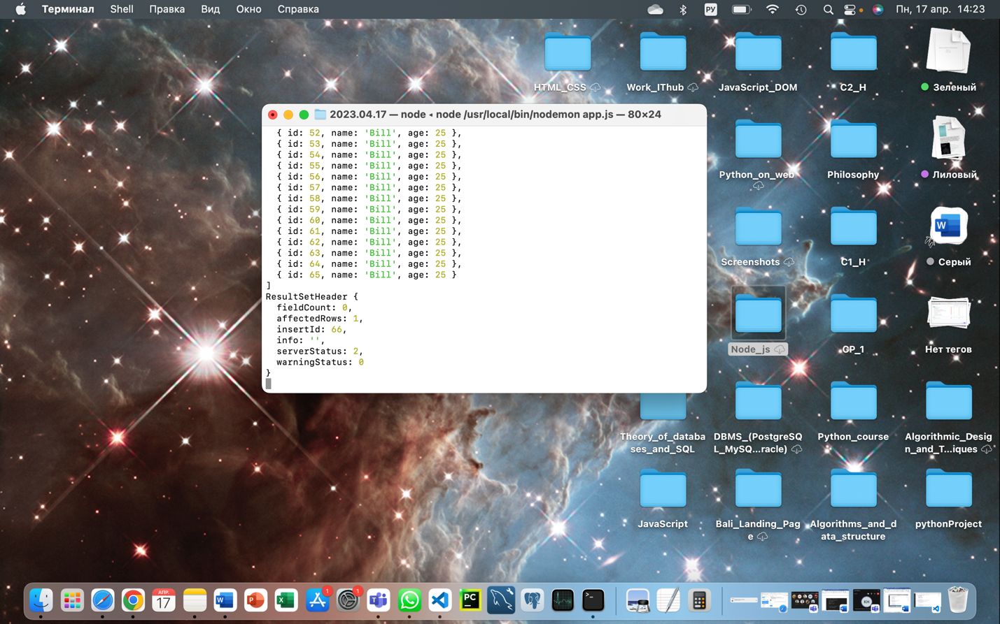 Терминал Shell Правка Вид Окно Справка РУ Пн, 17 апр. 14:23
HTML_CSS Work_IThub JavaScript_DOM C2_H Зеленый
2023.04.17 — node ◂ node /usr/local/bin/nodemon app.js — 80×24
{ id: 52, name: 'Bill', age: 25 },
{ id: 53, name: 'Bill', age: 25 },
{ id: 54, name: 'Bill', age: 25 },
{ id: 55, name: 'Bill', age: 25 },
{ id: 56, name: 'Bill', age: 25 },
{ id: 57, name: 'Bill', age: 25 },
{ id: 58, name: 'Bill', age: 25 },
{ id: 59, name: 'Bill', age: 25 },
{ id: 60, name: 'Bill', age: 25 },
{ id: 61, name: 'Bill', age: 25 },
{ id: 62, name: 'Bill', age: 25 },
{ id: 63, name: 'Bill', age: 25 },
{ id: 64, name: 'Bill', age: 25 },
{ id: 65, name: 'Bill', age: 25 }
]
ResultSetHeader {
fieldCount: 0,
affectedRows: 1,
insertId: 66,
info: '',
serverStatus: 2,
warningStatus: 0
}
Python_on_web Philosophy Лиловый
W
Screenshots C1_H Серый
Node_js CP_1 Нет тегов
Theory_of_databa DBMS_(PostgreSQ Python_course Algorithmic_Desig
ses_and_SQL L_MySQ...racle) n_and_T...iques
JavaScript Bali_Landing_Pag Algorithms_and_d pythonProject
e ata_structure
АПР.
17
W
P
X
1
1
PC
>_
KH